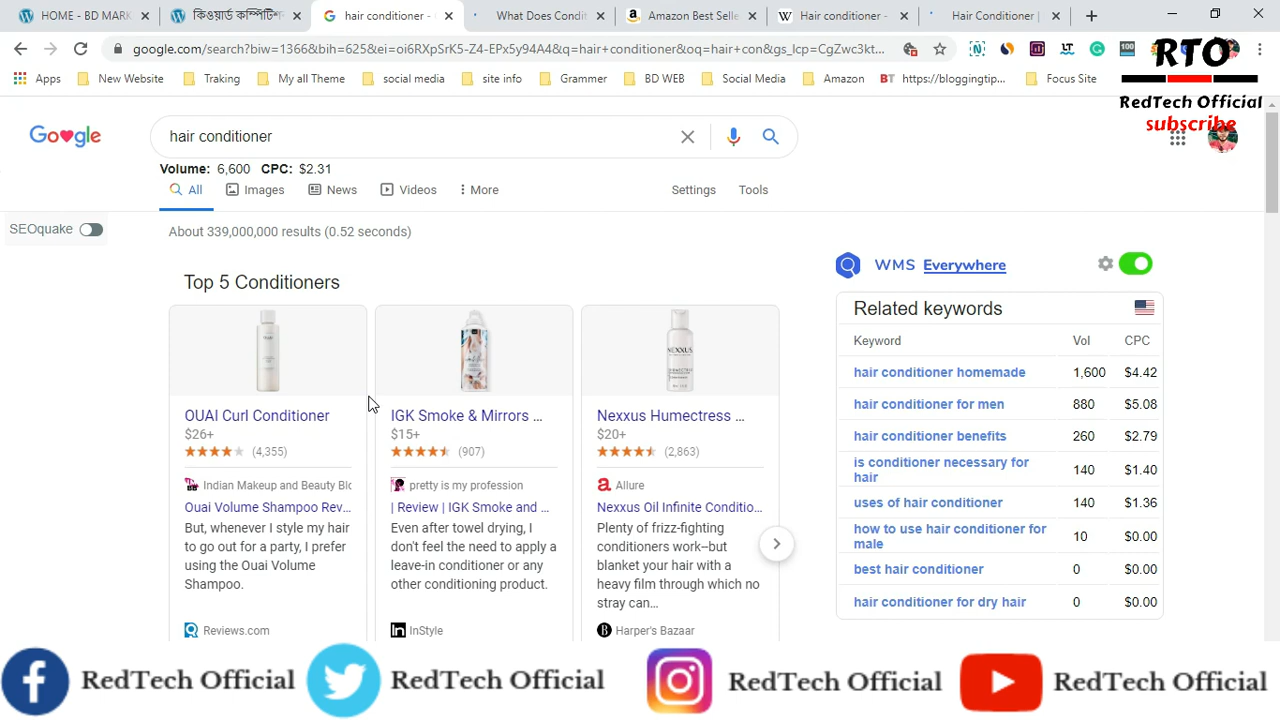 HOME - BD MARK
কিওয়ার্ড কম্পিটিশ
hair conditioner -
What Does Condit
Amazon Best Selle
Hair conditioner -
Hair Conditioner |
google.com/search?biw=1366&bih=625&ei=oi6RXpSrK5-Z4-EPx5y94A4&q=hair+conditioner&oq=hair+con&gs_lcp=CgZwc3kt...
Apps
New Website
Traking
My all Theme
social media
site info
Grammer
BD WEB
Social Media
Amazon
BT https://bloggingtip...
Focus Site
RTO
RedTech Official
subscribe
Google
hair conditioner
Volume: 6,600 CPC: $2.31
All
Images
News
Videos
More
Settings
Tools
SEOquake
About 339,000,000 results (0.52 seconds)
Top 5 Conditioners
NEXXUS
OUAI Curl Conditioner
$26+
(4,355)
Indian Makeup and Beauty Blo
Ouai Volume Shampoo Rev...
But, whenever I style my hair
to go out for a party, I prefer
using the Ouai Volume
Shampoo.
Reviews.com
IGK Smoke & Mirrors ...
$15+
(907)
pretty is my profession
| Review | IGK Smoke and ...
Even after towel drying, I
don't feel the need to apply a
leave-in conditioner or any
other conditioning product.
InStyle
Nexxus Humectress ...
$20+
(2,863)
Allure
Nexxus Oil Infinite Conditio...
Plenty of frizz-fighting
conditioners work—but
blanket your hair with a
heavy film through which no
stray can...
Harper's Bazaar
WMS Everywhere
Related keywords
Keyword Vol CPC
hair conditioner homemade 1,600 $4.42
hair conditioner for men 880 $5.08
hair conditioner benefits 260 $2.79
is conditioner necessary for
hair 140 $1.40
uses of hair conditioner 140 $1.36
how to use hair conditioner for
male 10 $0.00
best hair conditioner 0 $0.00
hair conditioner for dry hair 0 $0.00
RedTech Official
RedTech Official
RedTech Official
RedTech Official